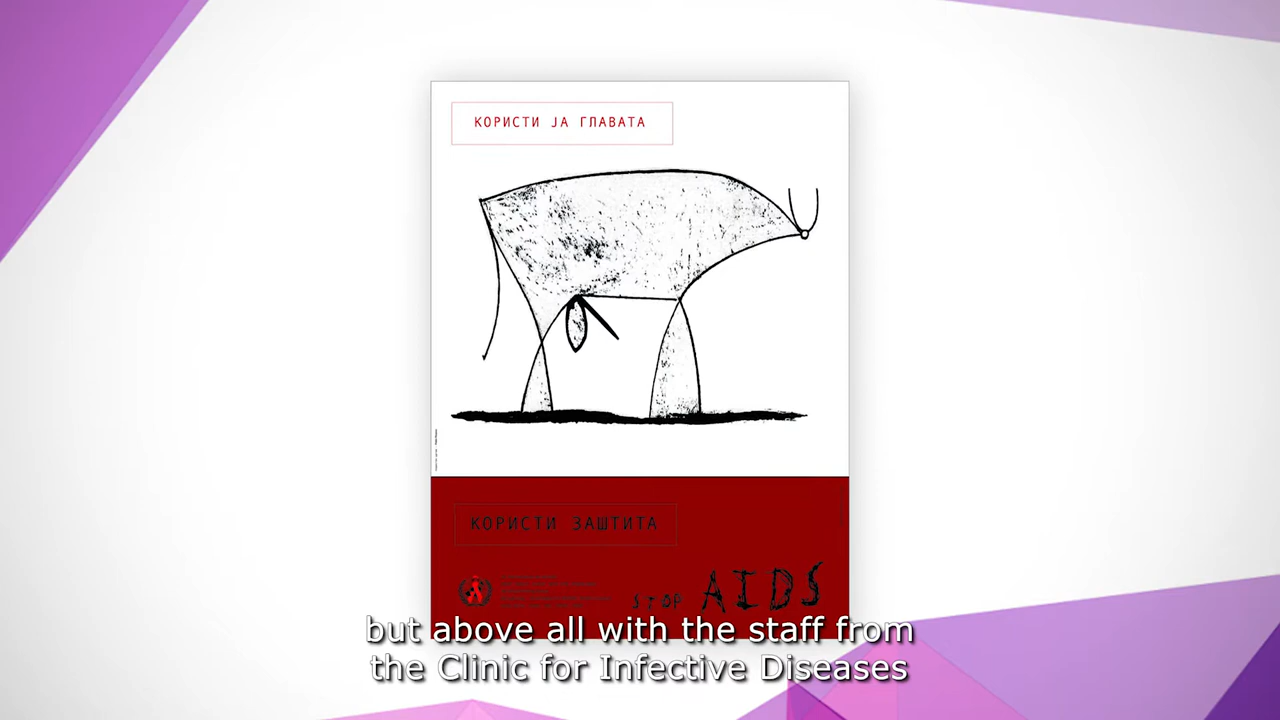 КОРИСТИ ЈА ГЛАВАТА
КОРИСТИ ЗАШТИТА
STOP AIDS
but above all with the staff from
the Clinic for Infective Diseases